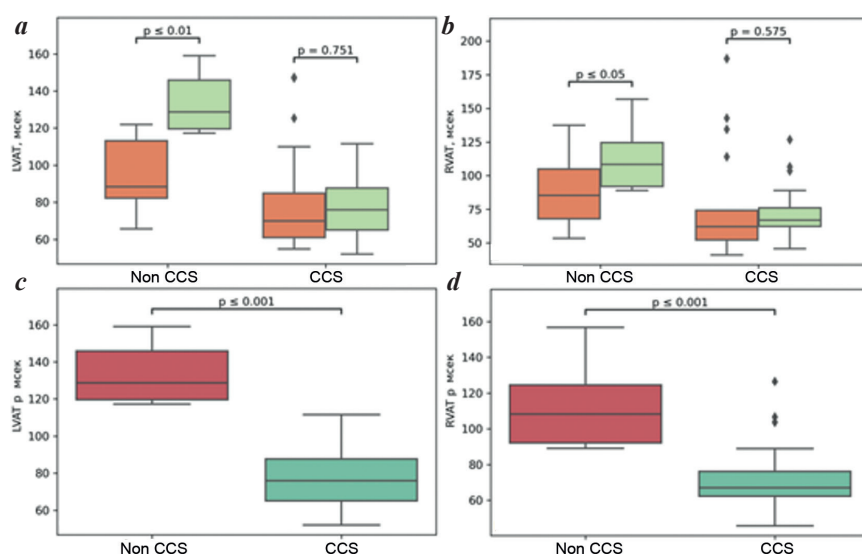 a
p ≤ 0.01
p = 0.751
160
140
120
100
80
60
LVAT, мсек
Non CCS
CCS
b
p ≤ 0.05
p = 0.575
200
175
150
125
100
75
50
RVAT, мсек
Non CCS
CCS
c
p ≤ 0.001
160
140
120
100
80
60
LVAT p мсек
Non CCS
CCS
d
p ≤ 0.001
160
140
120
100
80
60
RVAT p мсек
Non CCS
CCS